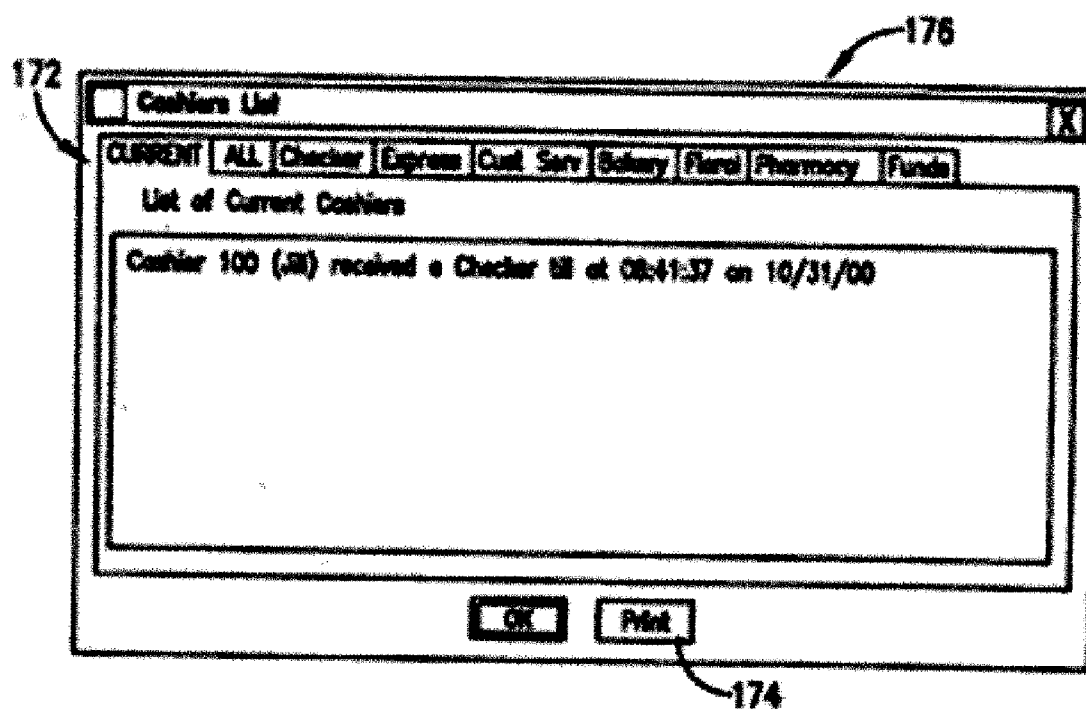 176
172
Cashiers List X
CURRENT ALL Checker Express Cust Serv Bakery Floral Pharmacy Funds
List of Current Cashiers
Cashier 100 (Jill) received a Checker till at 08:41:37 on 10/31/00
OK Print
174